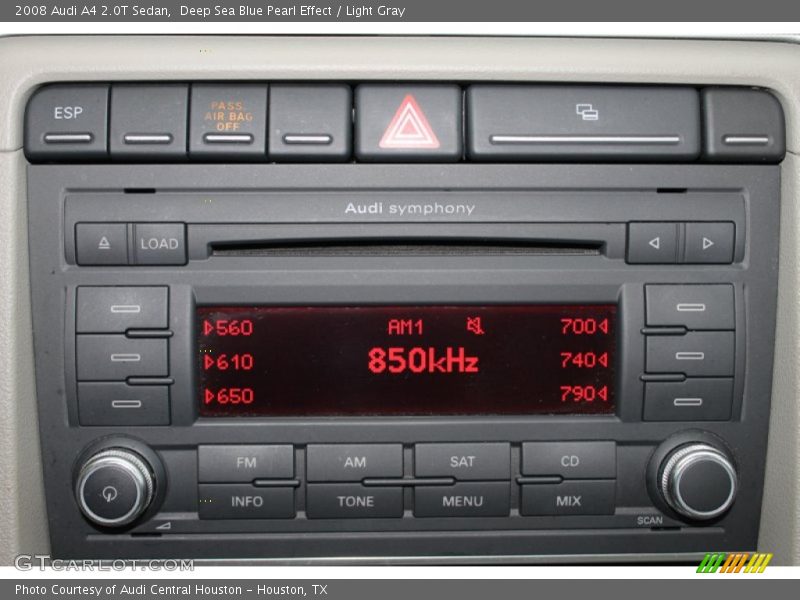 2008 Audi A4 2.0T Sedan,  Deep Sea Blue Pearl Effect / Light Gray
ESP
PASS
AIR BAG
OFF
Audi symphony
LOAD
560 AM1 700
610 850kHz 740
650 790
FM AM SAT CD
INFO TONE MENU MIX
SCAN
GTCARLOT.COM
Photo Courtesy of Audi Central Houston – Houston, TX